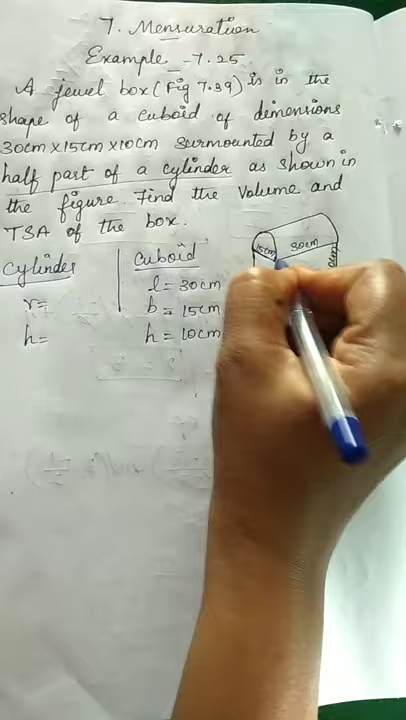 7. Mensuration
Example - 7.25
A jewel box (Fig 7.39) is in the
shape of a cuboid of dimensions
30cm x 15cm x 10cm surmounted by a
half part of a cylinder as shown in
the figure. Find the volume and
TSA of the box.
15cm 30cm
Cylinder Cuboid
r= l = 30cm
b = 15cm
h= h = 10cm